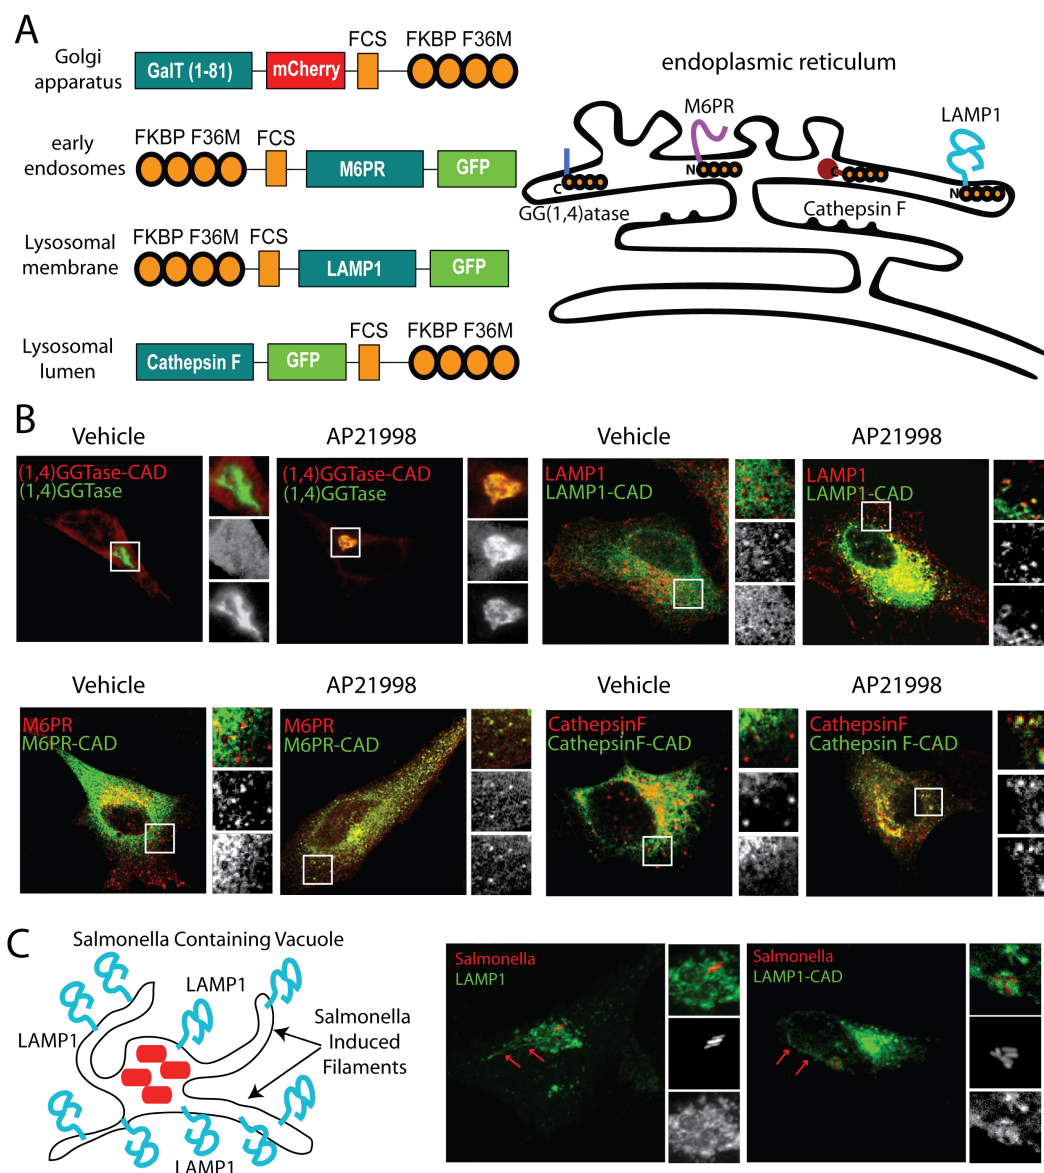 A
Golgi
apparatus
GalT (1-81)
mCherry
FCS
FKBP F36M
early
endosomes
FKBP F36M
FCS
M6PR
GFP
Lysosomal
membrane
FKBP F36M
FCS
LAMP1
GFP
Lysosomal
lumen
Cathepsin F
GFP
FCS
FKBP F36M
endoplasmic reticulum
M6PR
LAMP1
C
N
C
N
GG(1,4)atase
Cathepsin F
B
Vehicle
AP21998
Vehicle
AP21998
(1,4)GGTase-CAD
(1,4)GGTase
(1,4)GGTase-CAD
(1,4)GGTase
LAMP1
LAMP1-CAD
LAMP1
LAMP1-CAD
Vehicle
AP21998
Vehicle
AP21998
M6PR
M6PR-CAD
M6PR
M6PR-CAD
CathepsinF
CathepsinF-CAD
CathepsinF
Cathepsin F-CAD
C
Salmonella Containing Vacuole
LAMP1
LAMP1
Salmonella
Induced
Filaments
LAMP1
Salmonella
LAMP1
Salmonella
LAMP1-CAD